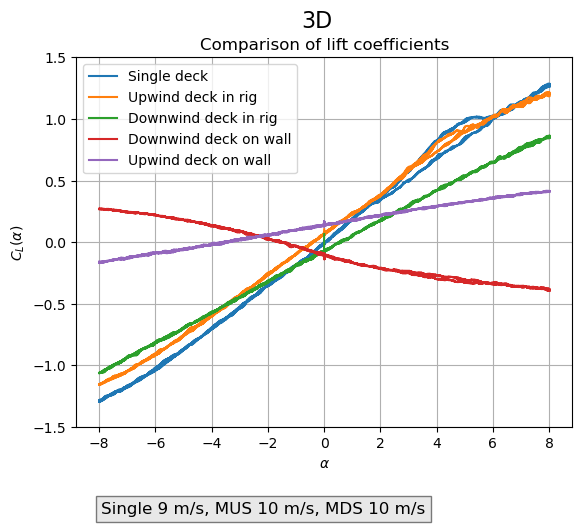 3D
Comparison of lift coefficients
Single deck
Upwind deck in rig
Downwind deck in rig
Downwind deck on wall
Upwind deck on wall
1.5
1.0
0.5
0.0
−0.5
−1.0
−1.5
C_L(α)
−8 −6 −4 −2 0 2 4 6 8
α
Single 9 m/s, MUS 10 m/s, MDS 10 m/s